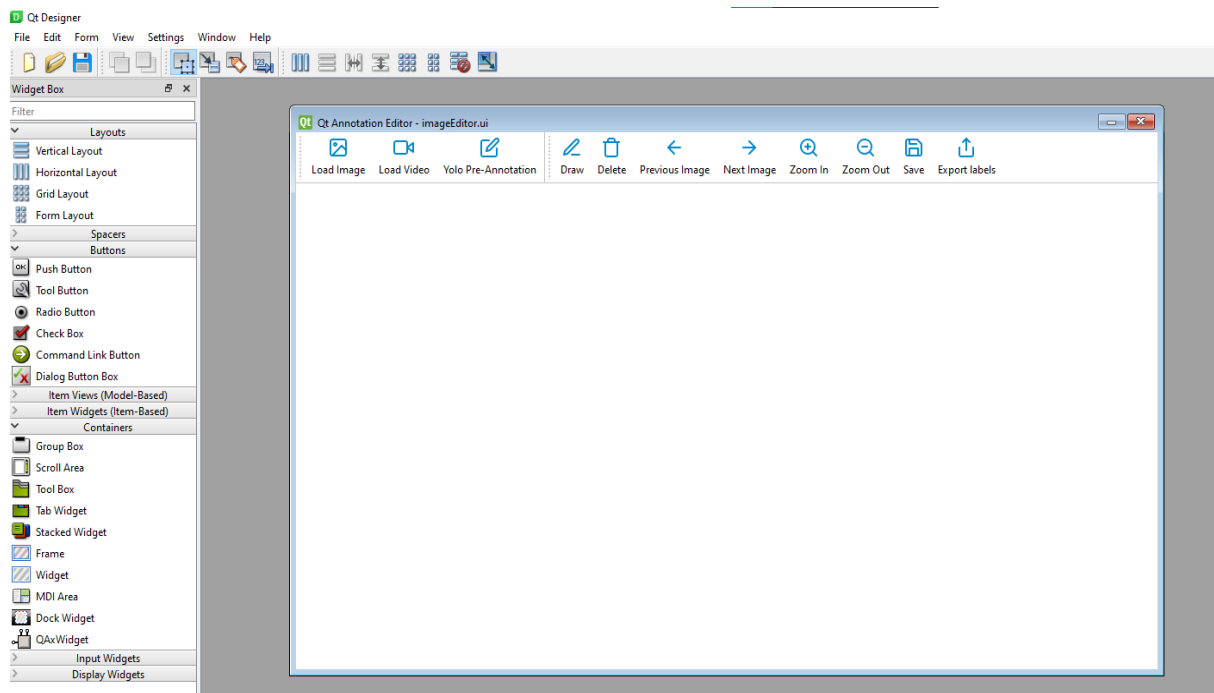 Qt Designer
File Edit Form View Settings Window Help
Widget Box
Filter
Layouts
Vertical Layout
Horizontal Layout
Grid Layout
Form Layout
Spacers
Buttons
Push Button
Tool Button
Radio Button
Check Box
Command Link Button
Dialog Button Box
Item Views (Model-Based)
Item Widgets (Item-Based)
Containers
Group Box
Scroll Area
Tool Box
Tab Widget
Stacked Widget
Frame
Widget
MDI Area
Dock Widget
QAxWidget
Input Widgets
Display Widgets
Qt Annotation Editor - imageEditor.ui
Load Image Load Video Yolo Pre-Annotation Draw Delete Previous Image Next Image Zoom In Zoom Out Save Export labels